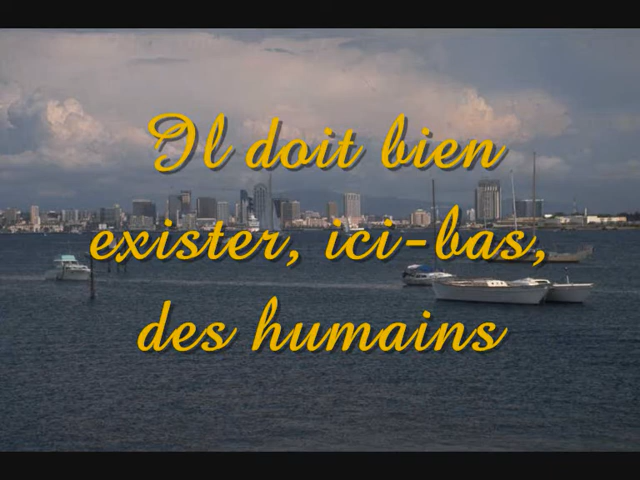 Il doit bien
exister, ici-bas,
des humains